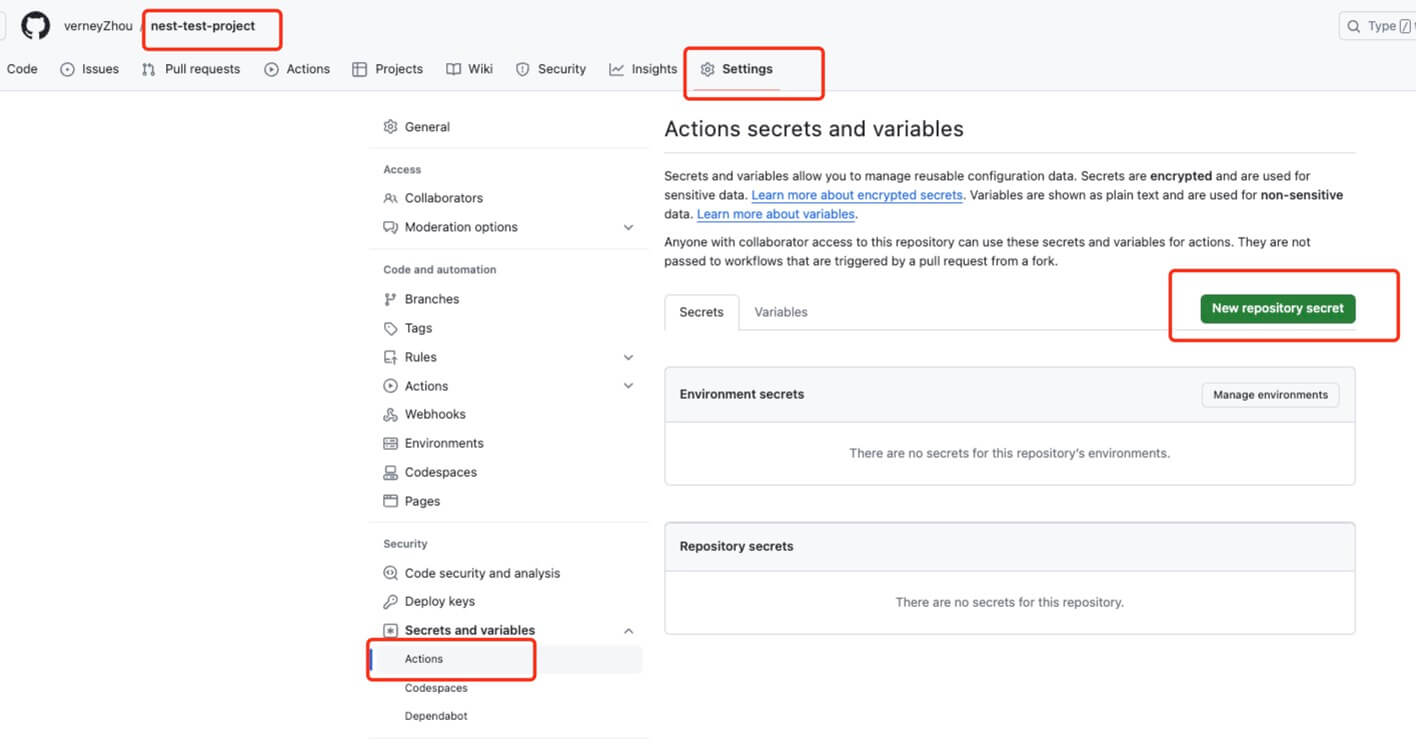 verneyZhou / nest-test-project
Type /
Code Issues Pull requests Actions Projects Wiki Security Insights Settings
General
Access
Collaborators
Moderation options
Code and automation
Branches
Tags
Rules
Actions
Webhooks
Environments
Codespaces
Pages
Security
Code security and analysis
Deploy keys
Secrets and variables
Actions
Codespaces
Dependabot
Actions secrets and variables
Secrets and variables allow you to manage reusable configuration data. Secrets are encrypted and are used for
sensitive data. Learn more about encrypted secrets. Variables are shown as plain text and are used for non-sensitive
data. Learn more about variables.
Anyone with collaborator access to this repository can use these secrets and variables for actions. They are not
passed to workflows that are triggered by a pull request from a fork.
Secrets Variables New repository secret
Environment secrets Manage environments
There are no secrets for this repository's environments.
Repository secrets
There are no secrets for this repository.